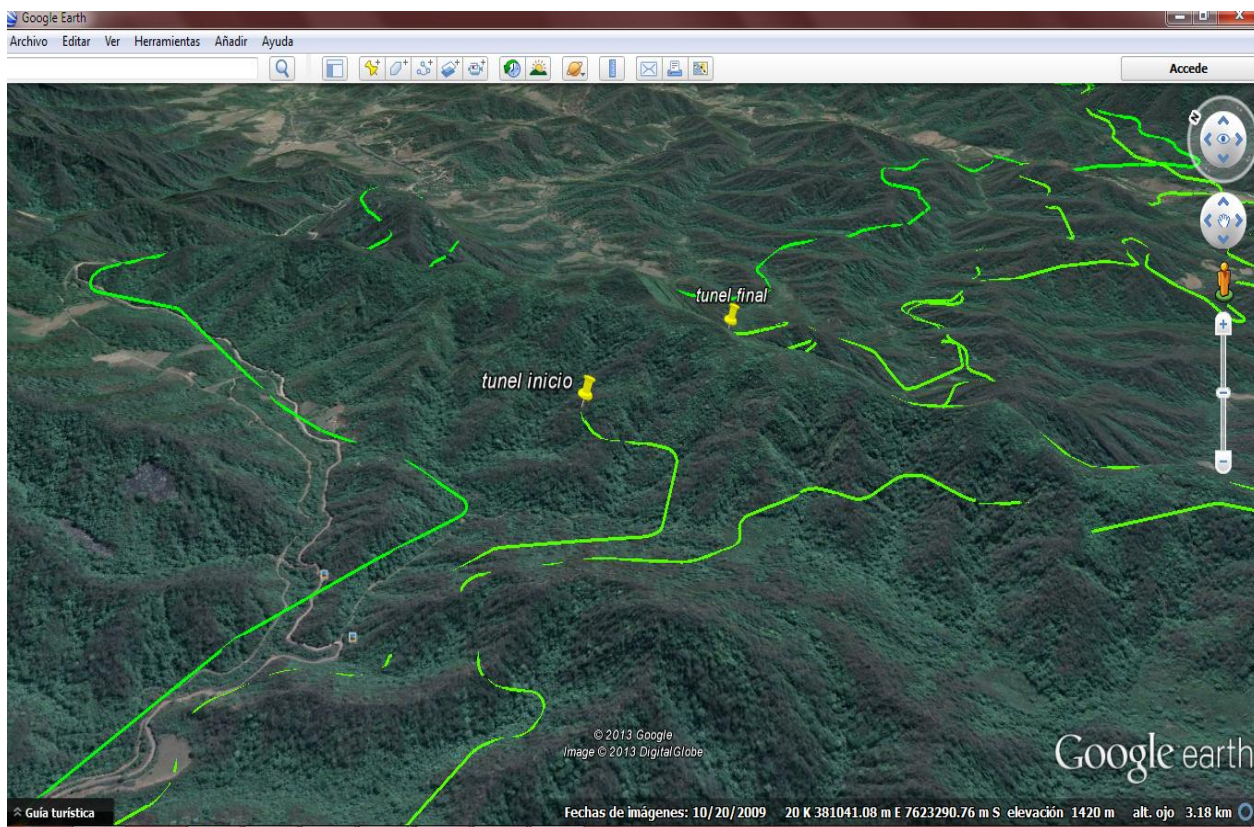 Google Earth
Archivo Editar Ver Herramientas Añadir Ayuda
Accede
N
tunel final
tunel inicio
© 2013 Google
Image © 2013 DigitalGlobe
Google earth
Guía turística
Fechas de imágenes: 10/20/2009 20 K 381041.08 m E 7623290.76 m S elevación 1420 m alt. ojo 3.18 km